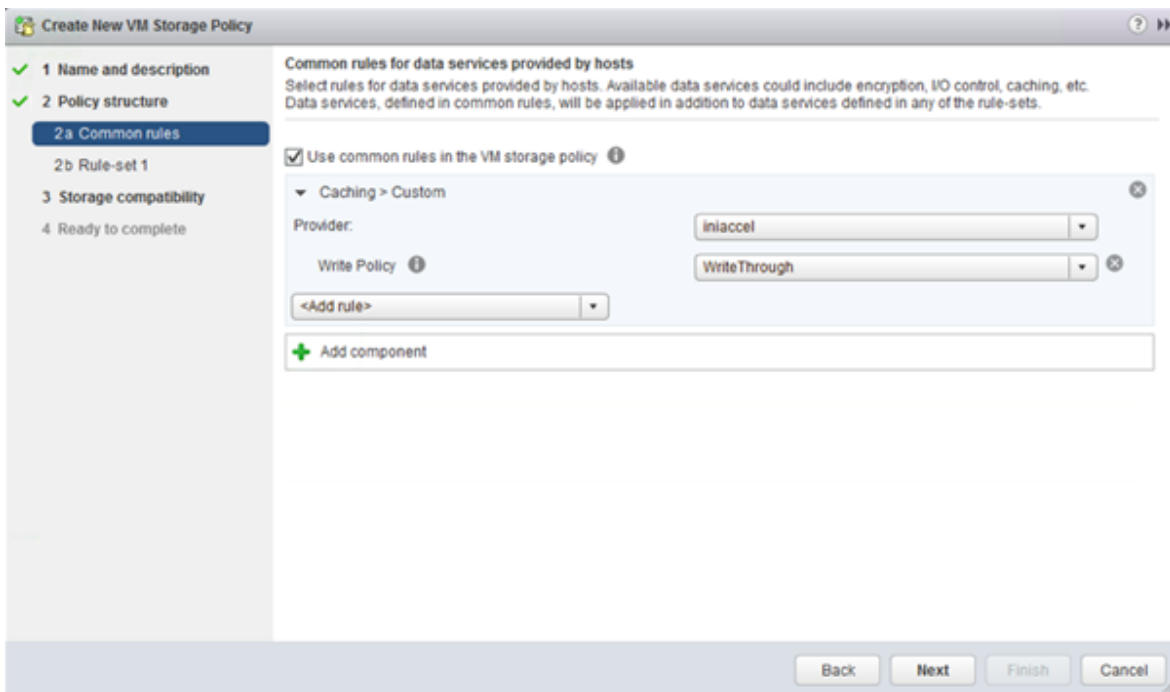 Create New VM Storage Policy
1 Name and description
2 Policy structure
2a Common rules
2b Rule-set 1
3 Storage compatibility
4 Ready to complete
Common rules for data services provided by hosts
Select rules for data services provided by hosts. Available data services could include encryption, I/O control, caching, etc.
Data services, defined in common rules, will be applied in addition to data services defined in any of the rule-sets.
Use common rules in the VM storage policy
Caching > Custom
Provider: iniaccel
Write Policy WriteThrough
<Add rule>
Add component
Back Next Finish Cancel